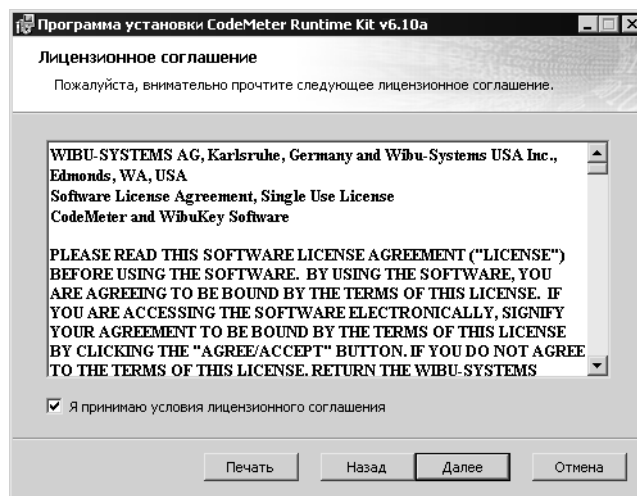 Программа установки CodeMeter Runtime Kit v6.10a
Лицензионное соглашение
Пожалуйста, внимательно прочтите следующее лицензионное соглашение.
WIBU-SYSTEMS AG, Karlsruhe, Germany and Wibu-Systems USA Inc.,
Edmonds, WA, USA
Software License Agreement, Single Use License
CodeMeter and WibuKey Software
PLEASE READ THIS SOFTWARE LICENSE AGREEMENT ("LICENSE")
BEFORE USING THE SOFTWARE. BY USING THE SOFTWARE, YOU
ARE AGREEING TO BE BOUND BY THE TERMS OF THIS LICENSE. IF
YOU ARE ACCESSING THE SOFTWARE ELECTRONICALLY, SIGNIFY
YOUR AGREEMENT TO BE BOUND BY THE TERMS OF THIS LICENSE
BY CLICKING THE "AGREE/ACCEPT" BUTTON. IF YOU DO NOT AGREE
TO THE TERMS OF THIS LICENSE, RETURN THE WIBU-SYSTEMS
Я принимаю условия лицензионного соглашения
Печать Назад Далее Отмена